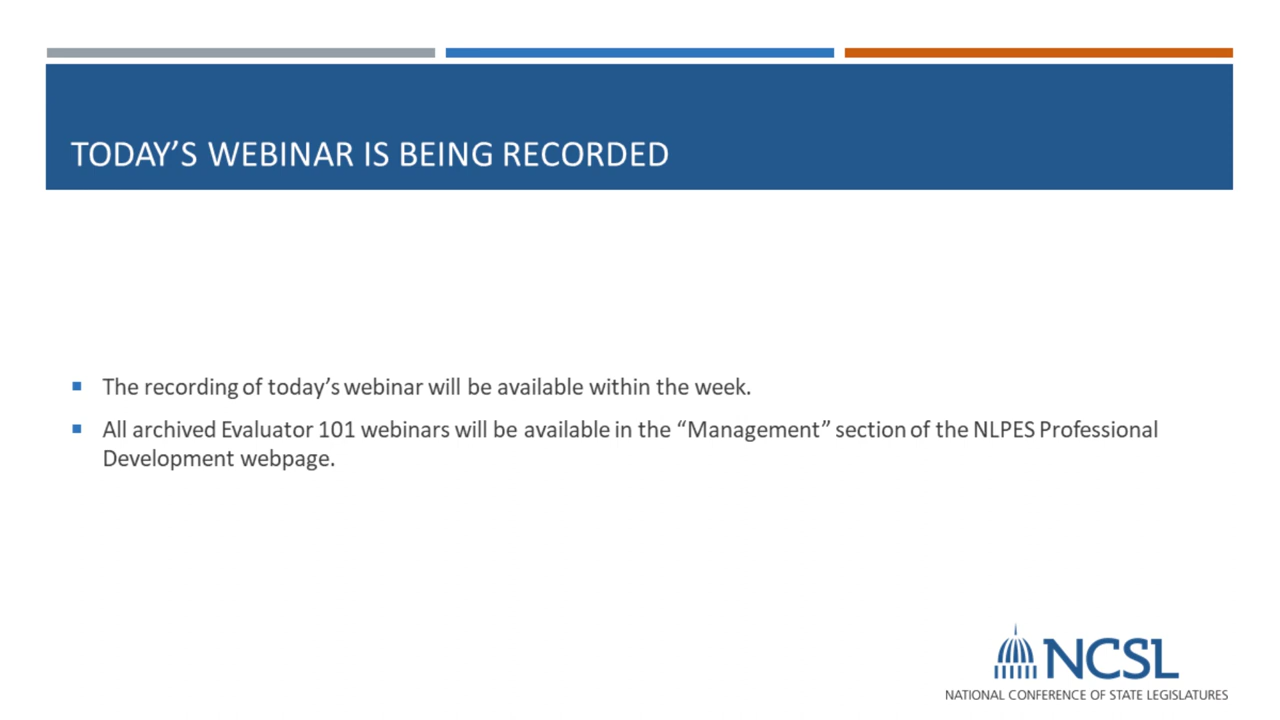 TODAY’S WEBINAR IS BEING RECORDED
The recording of today’s webinar will be available within the week.
All archived Evaluator 101 webinars will be available in the “Management” section of the NLPES Professional
Development webpage.
NCSL
NATIONAL CONFERENCE OF STATE LEGISLATURES